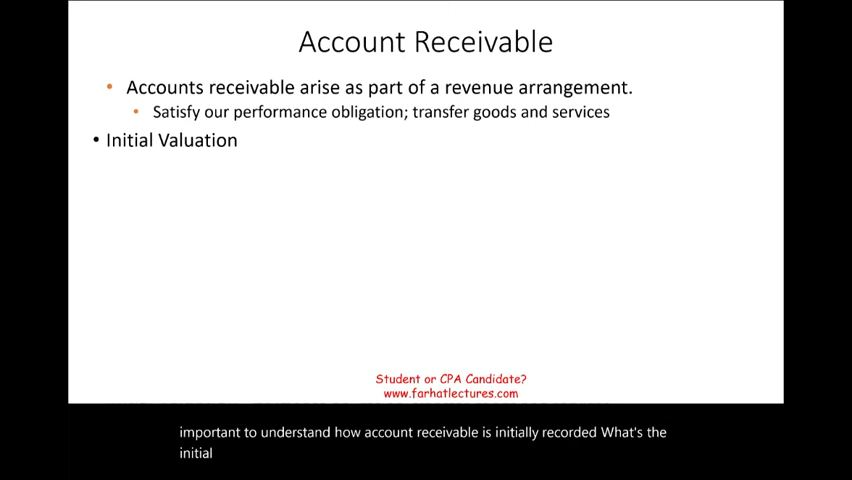 Account Receivable
• Accounts receivable arise as part of a revenue arrangement.
• Satisfy our performance obligation; transfer goods and services
• Initial Valuation
Student or CPA Candidate?
www.farhatlectures.com
important to understand how account receivable is initially recorded What's the
initial